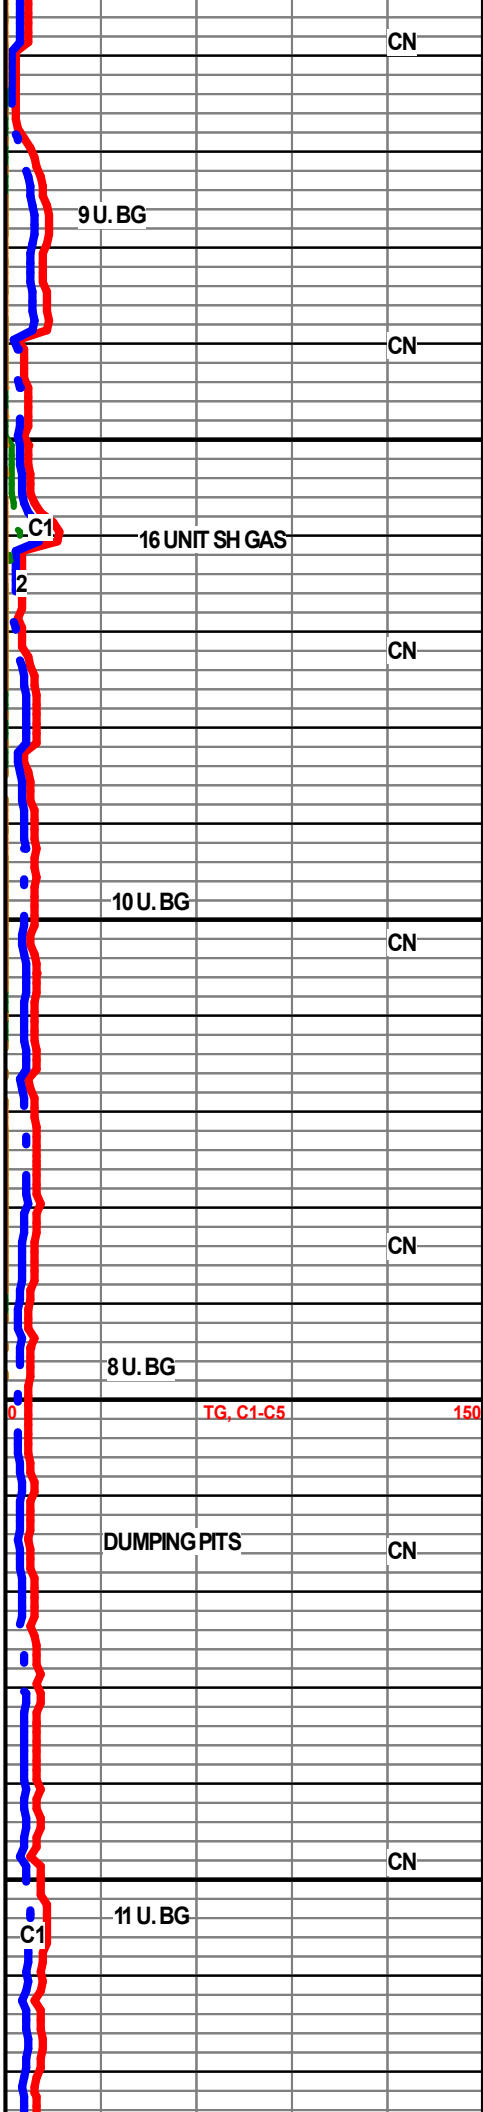 CN
9 U. BG
CN
C1
16 UNIT SH GAS
2
CN
10 U. BG
CN
CN
8 U. BG
0 TG, C1-C5 150
DUMPING PITS
CN
CN
11 U. BG
C1